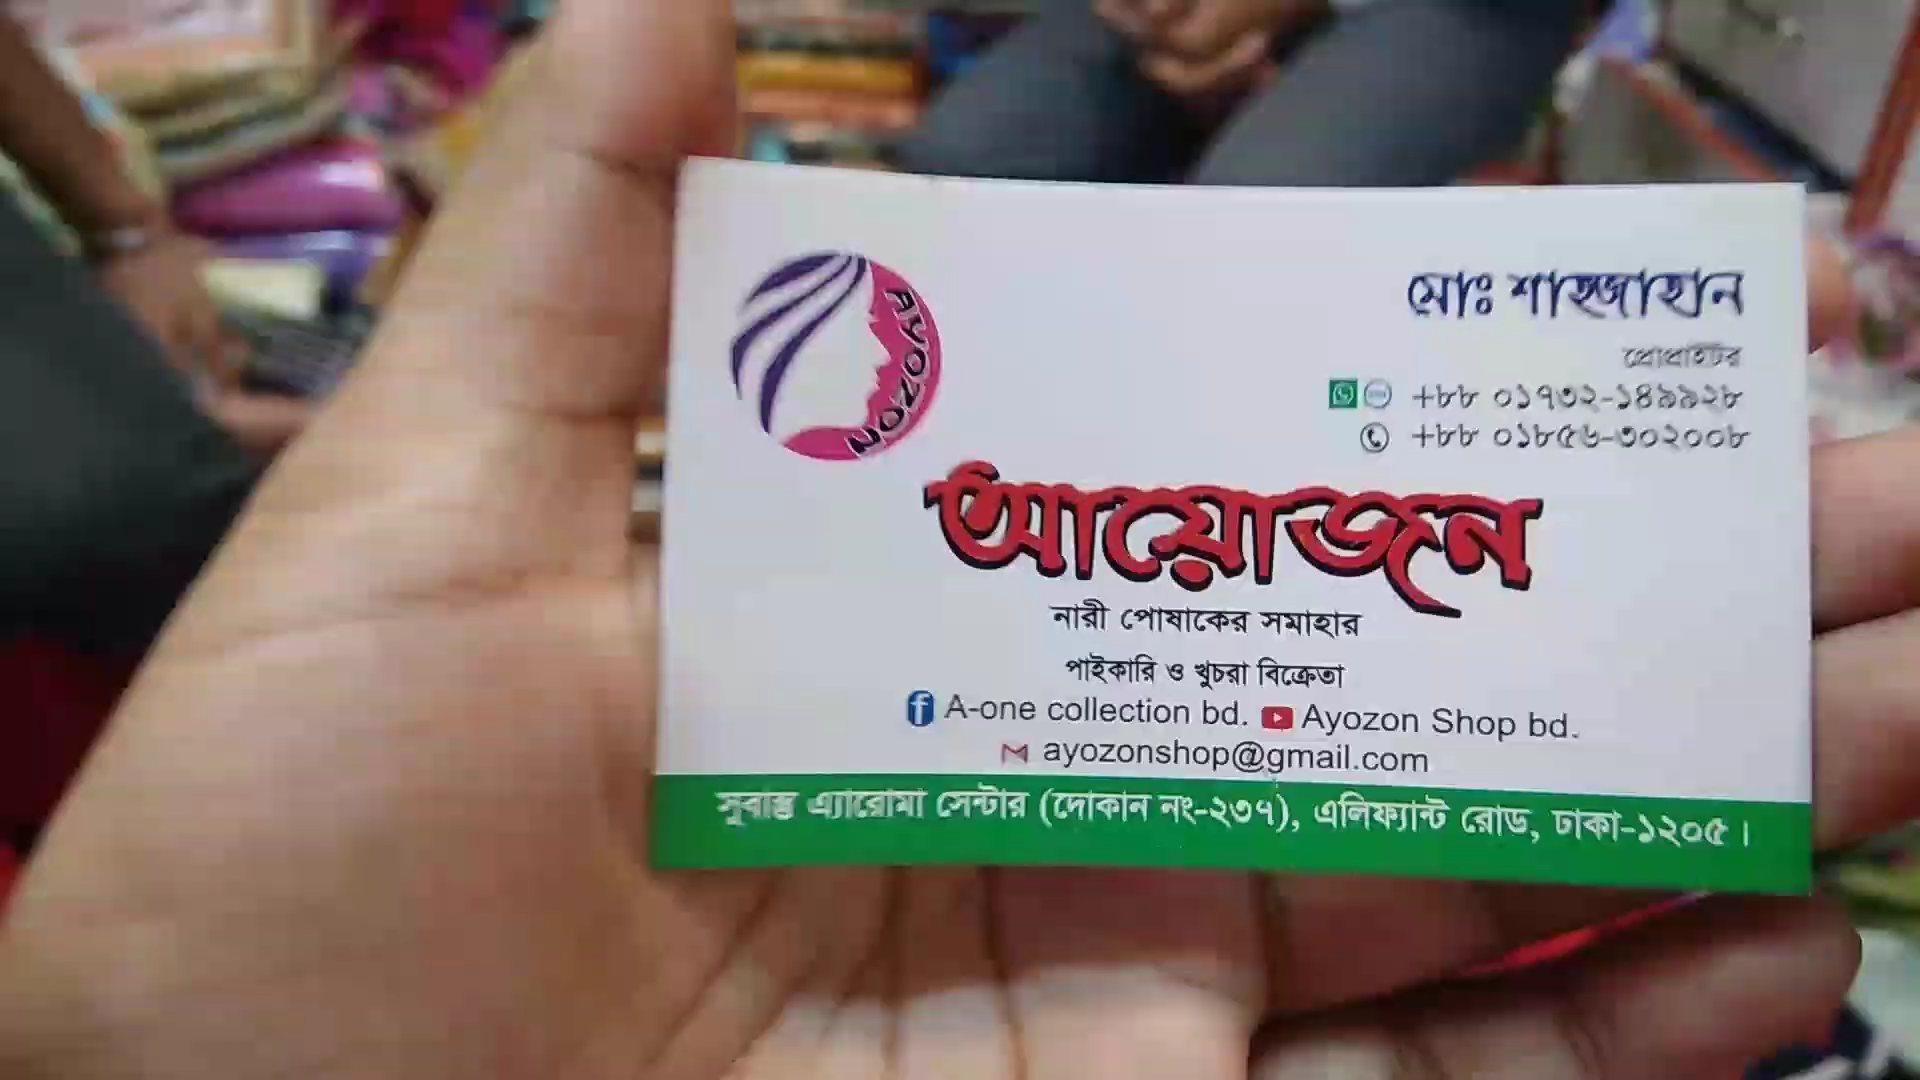 AYOZON
মোঃ শাহজাহান
প্রোপ্রাইটর
+৮৮ ০১৭৩২-১৪৯৯২৮
+৮৮ ০১৮৫৬-৩০২০০৮
আয়োজন
নারী পোষাকের সমাহার
পাইকারি ও খুচরা বিক্রেতা
A-one collection bd. Ayozon Shop bd.
ayozonshop@gmail.com
সুবাস্তু এ্যারোমা সেন্টার (দোকান নং-২৩৭), এলিফ্যান্ট রোড, ঢাকা-১২০৫।